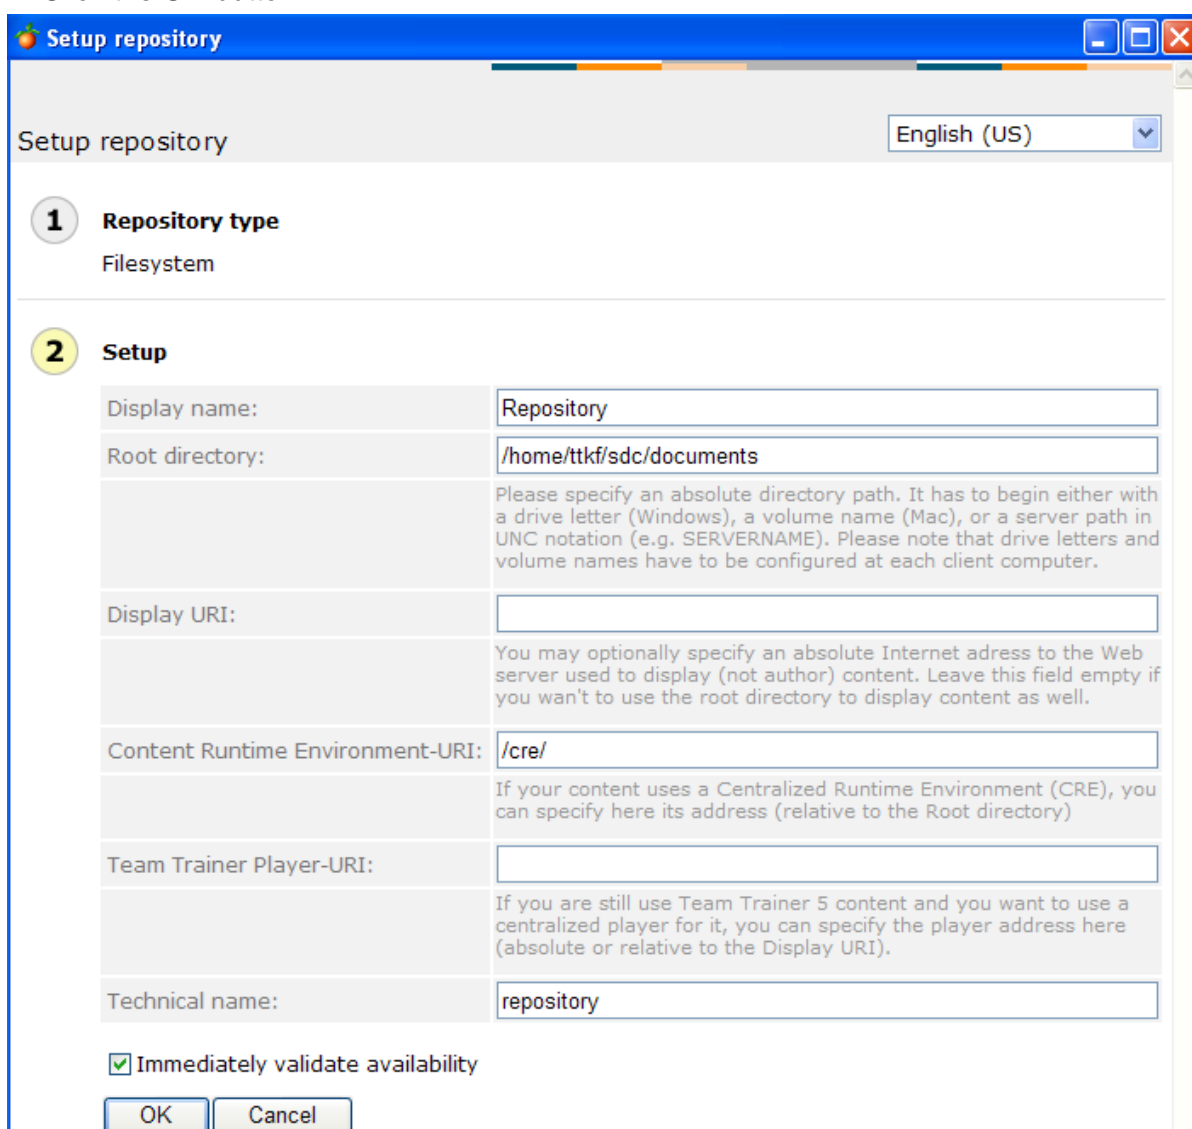 Setup repository
Setup repository
English (US)
1
Repository type
Filesystem
2
Setup
Display name:
Repository
Root directory:
/home/ttkf/sdc/documents
Please specify an absolute directory path. It has to begin either with
a drive letter (Windows), a volume name (Mac), or a server path in
UNC notation (e.g. SERVERNAME). Please note that drive letters and
volume names have to be configured at each client computer.
Display URI:
You may optionally specify an absolute Internet adress to the Web
server used to display (not author) content. Leave this field empty if
you wan't to use the root directory to display content as well.
Content Runtime Environment-URI:
/cre/
If your content uses a Centralized Runtime Environment (CRE), you
can specify here its address (relative to the Root directory)
Team Trainer Player-URI:
If you are still use Team Trainer 5 content and you want to use a
centralized player for it, you can specify the player address here
(absolute or relative to the Display URI).
Technical name:
repository
Immediately validate availability
OK
Cancel